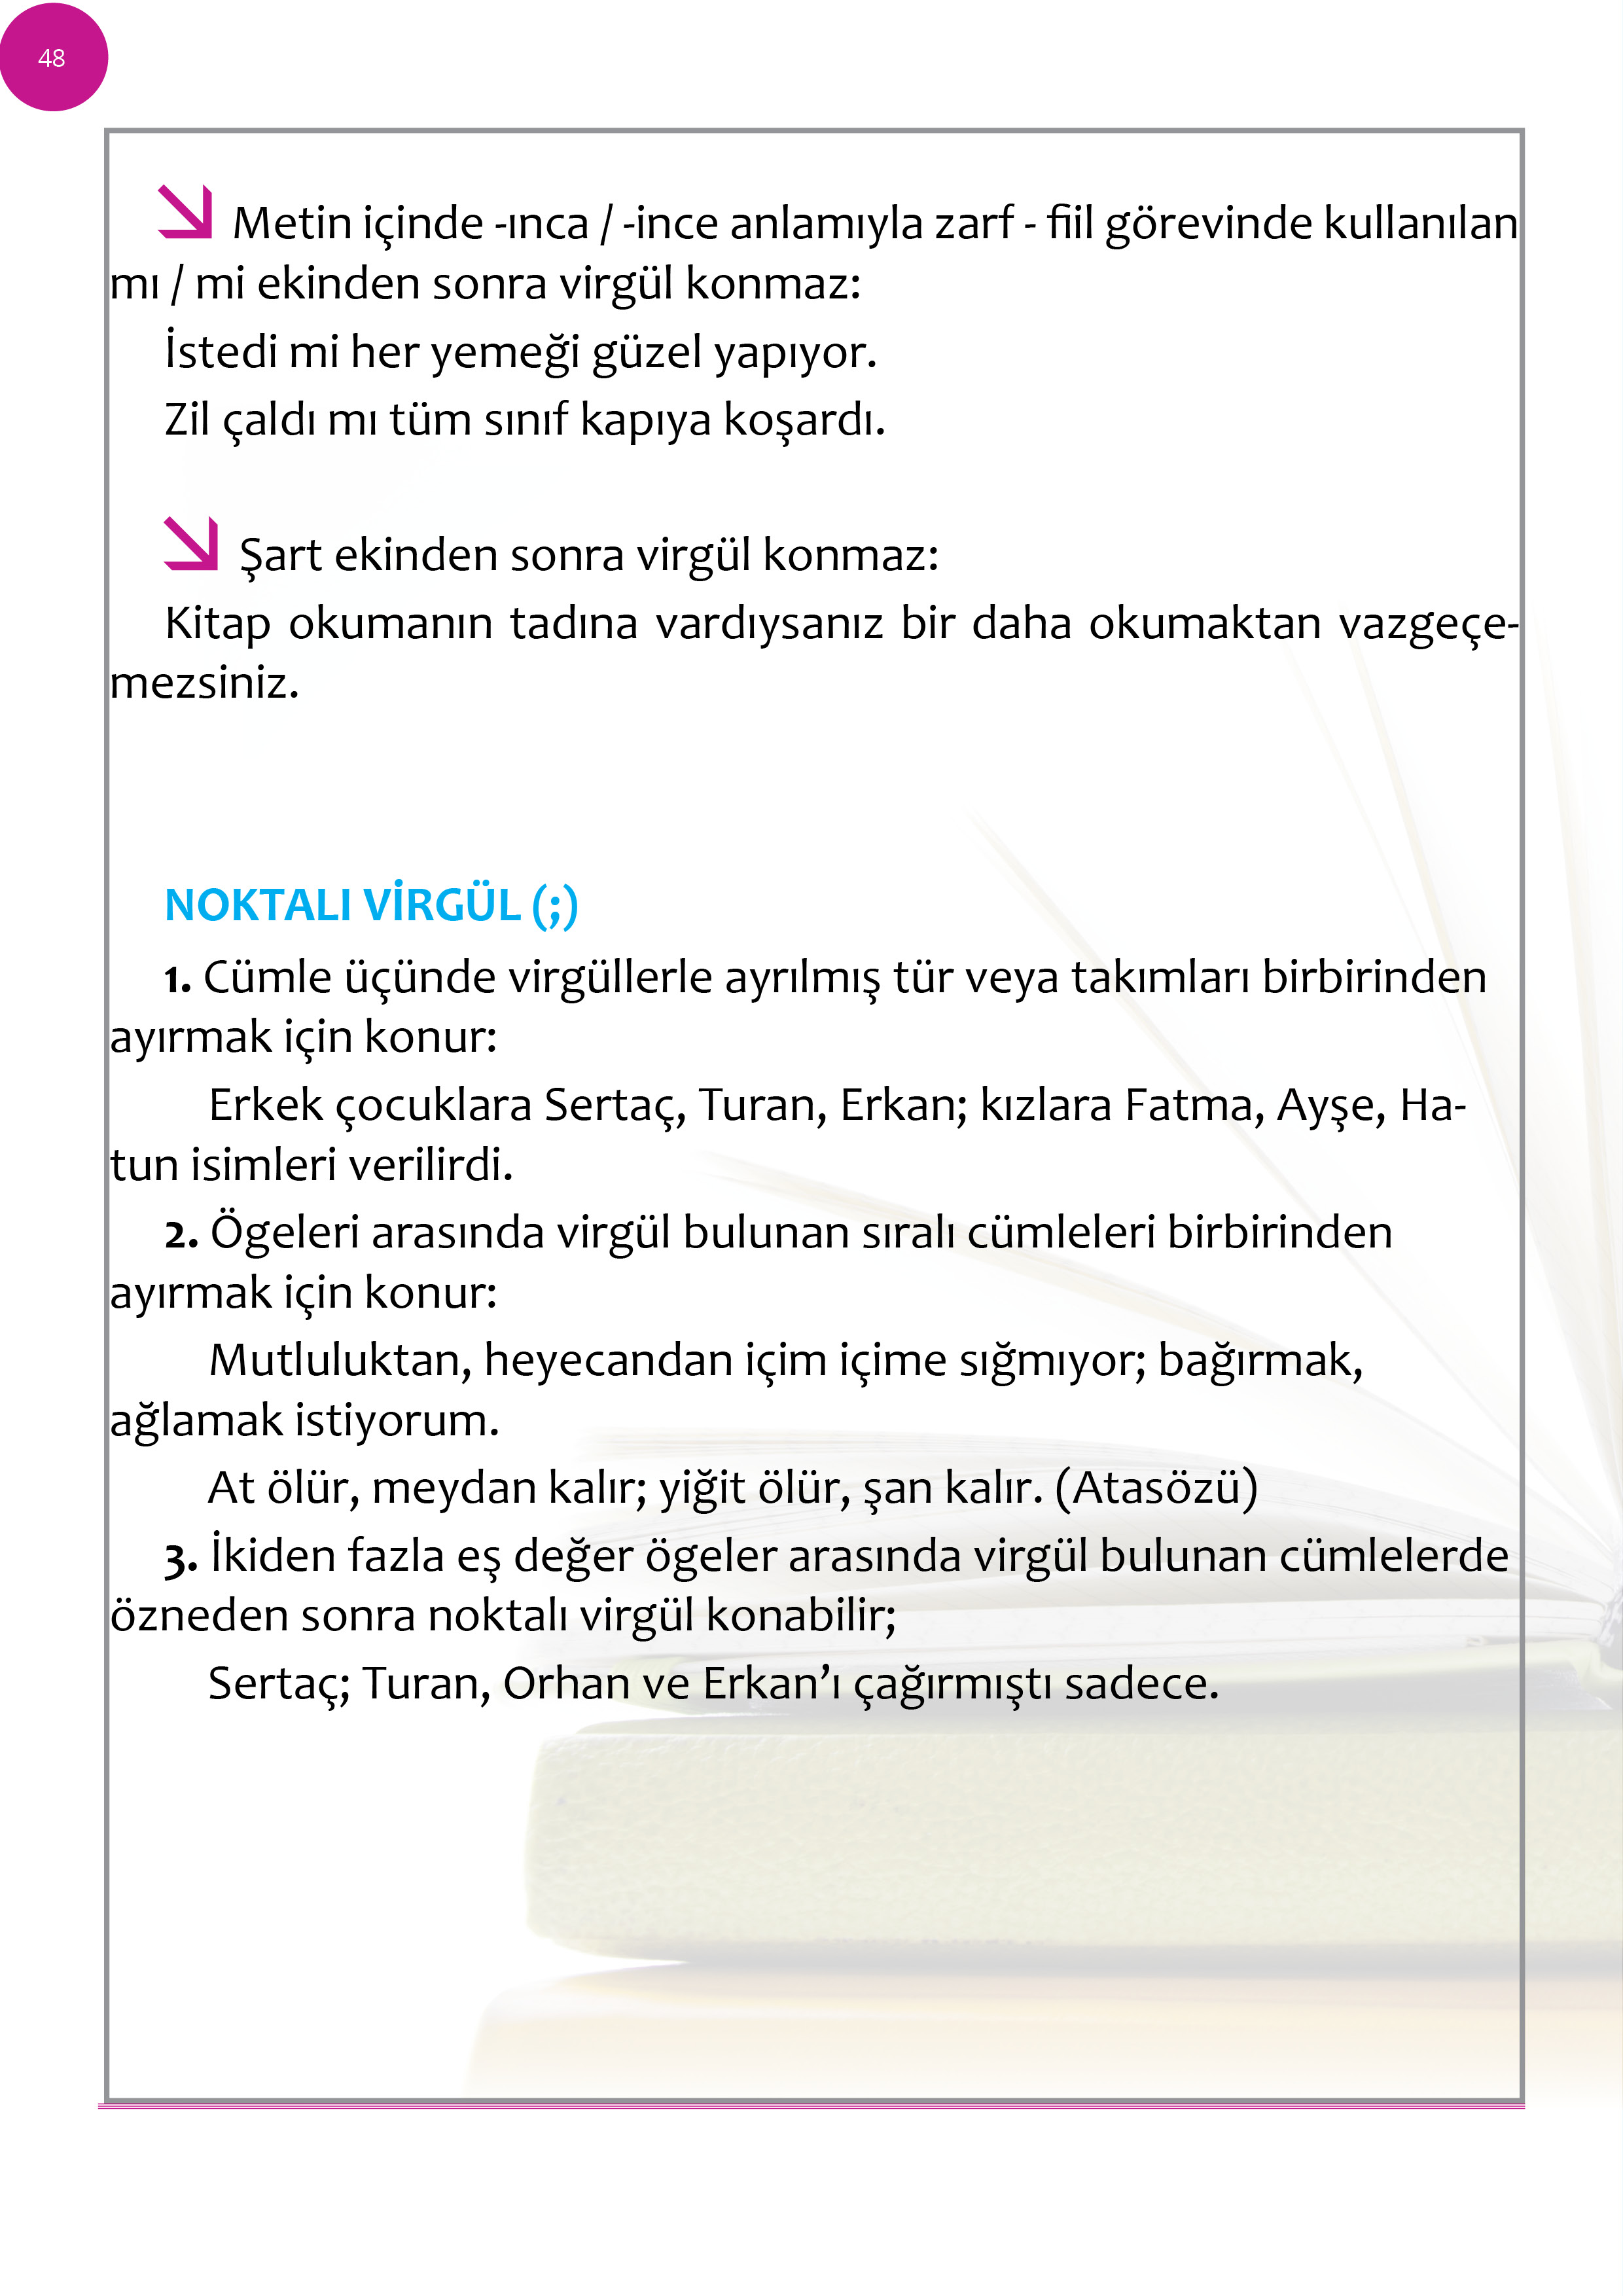 48
Metin içinde -ınca / -ince anlamıyla zarf - fiil görevinde kullanılan
mı / mi ekinden sonra virgül konmaz:
İstedi mi her yemeği güzel yapıyor.
Zil çaldı mı tüm sınıf kapıya koşardı.
Şart ekinden sonra virgül konmaz:
Kitap okumanın tadına vardıysanız bir daha okumaktan vazgeçe-
mezsiniz.
NOKTALI VİRGÜL (;)
1. Cümle üçünde virgüllerle ayrılmış tür veya takımları birbirinden
ayırmak için konur:
Erkek çocuklara Sertaç, Turan, Erkan; kızlara Fatma, Ayşe, Ha-
tun isimleri verilirdi.
2. Ögeleri arasında virgül bulunan sıralı cümleleri birbirinden
ayırmak için konur:
Mutluluktan, heyecandan içim içime sığmıyor; bağırmak,
ağlamak istiyorum.
At ölür, meydan kalır; yiğit ölür, şan kalır. (Atasözü)
3. İkiden fazla eş değer ögeler arasında virgül bulunan cümlelerde
özneden sonra noktalı virgül konabilir;
Sertaç; Turan, Orhan ve Erkan’ı çağırmıştı sadece.